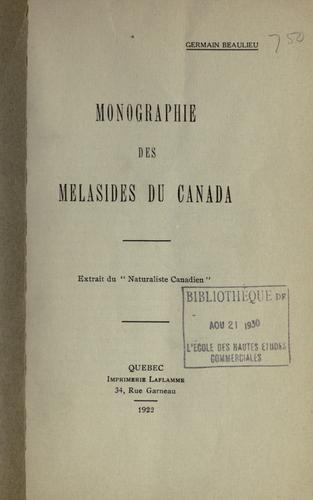 GERMAIN BEAULIEU
750
MONOGRAPHIE
DES
MELASIDES DU CANADA
Extrait du " Naturaliste Canadien "
BIBLIOTHÈQUE DE
AOU 21 1930
L'ÉCOLE DES HAUTES ETUDES
COMMERCIALES
QUEBEC
IMPRIMERIE LAFLAMME
34, Rue Garneau
1922